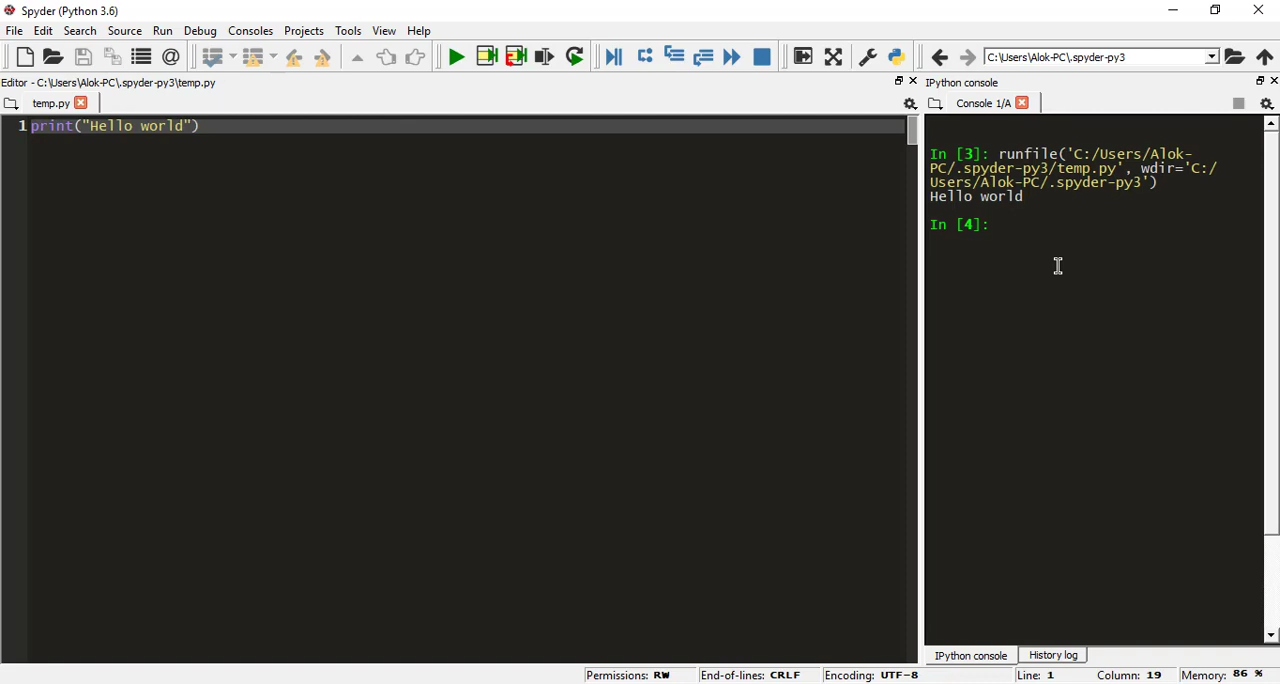 Spyder (Python 3.6)
File Edit Search Source Run Debug Consoles Projects Tools View Help
C:\Users\Alok-PC\.spyder-py3
Editor - C:\Users\Alok-PC\.spyder-py3\temp.py
temp.py
1 print("Hello world")
IPython console
Console 1/A
In [3]: runfile('C:/Users/Alok-
PC/.spyder-py3/temp.py', wdir='C:/
Users/Alok-PC/.spyder-py3')
Hello world
In [4]:
IPython console History log
Permissions: RW End-of-lines: CRLF Encoding: UTF-8 Line: 1 Column: 19 Memory: 86 %